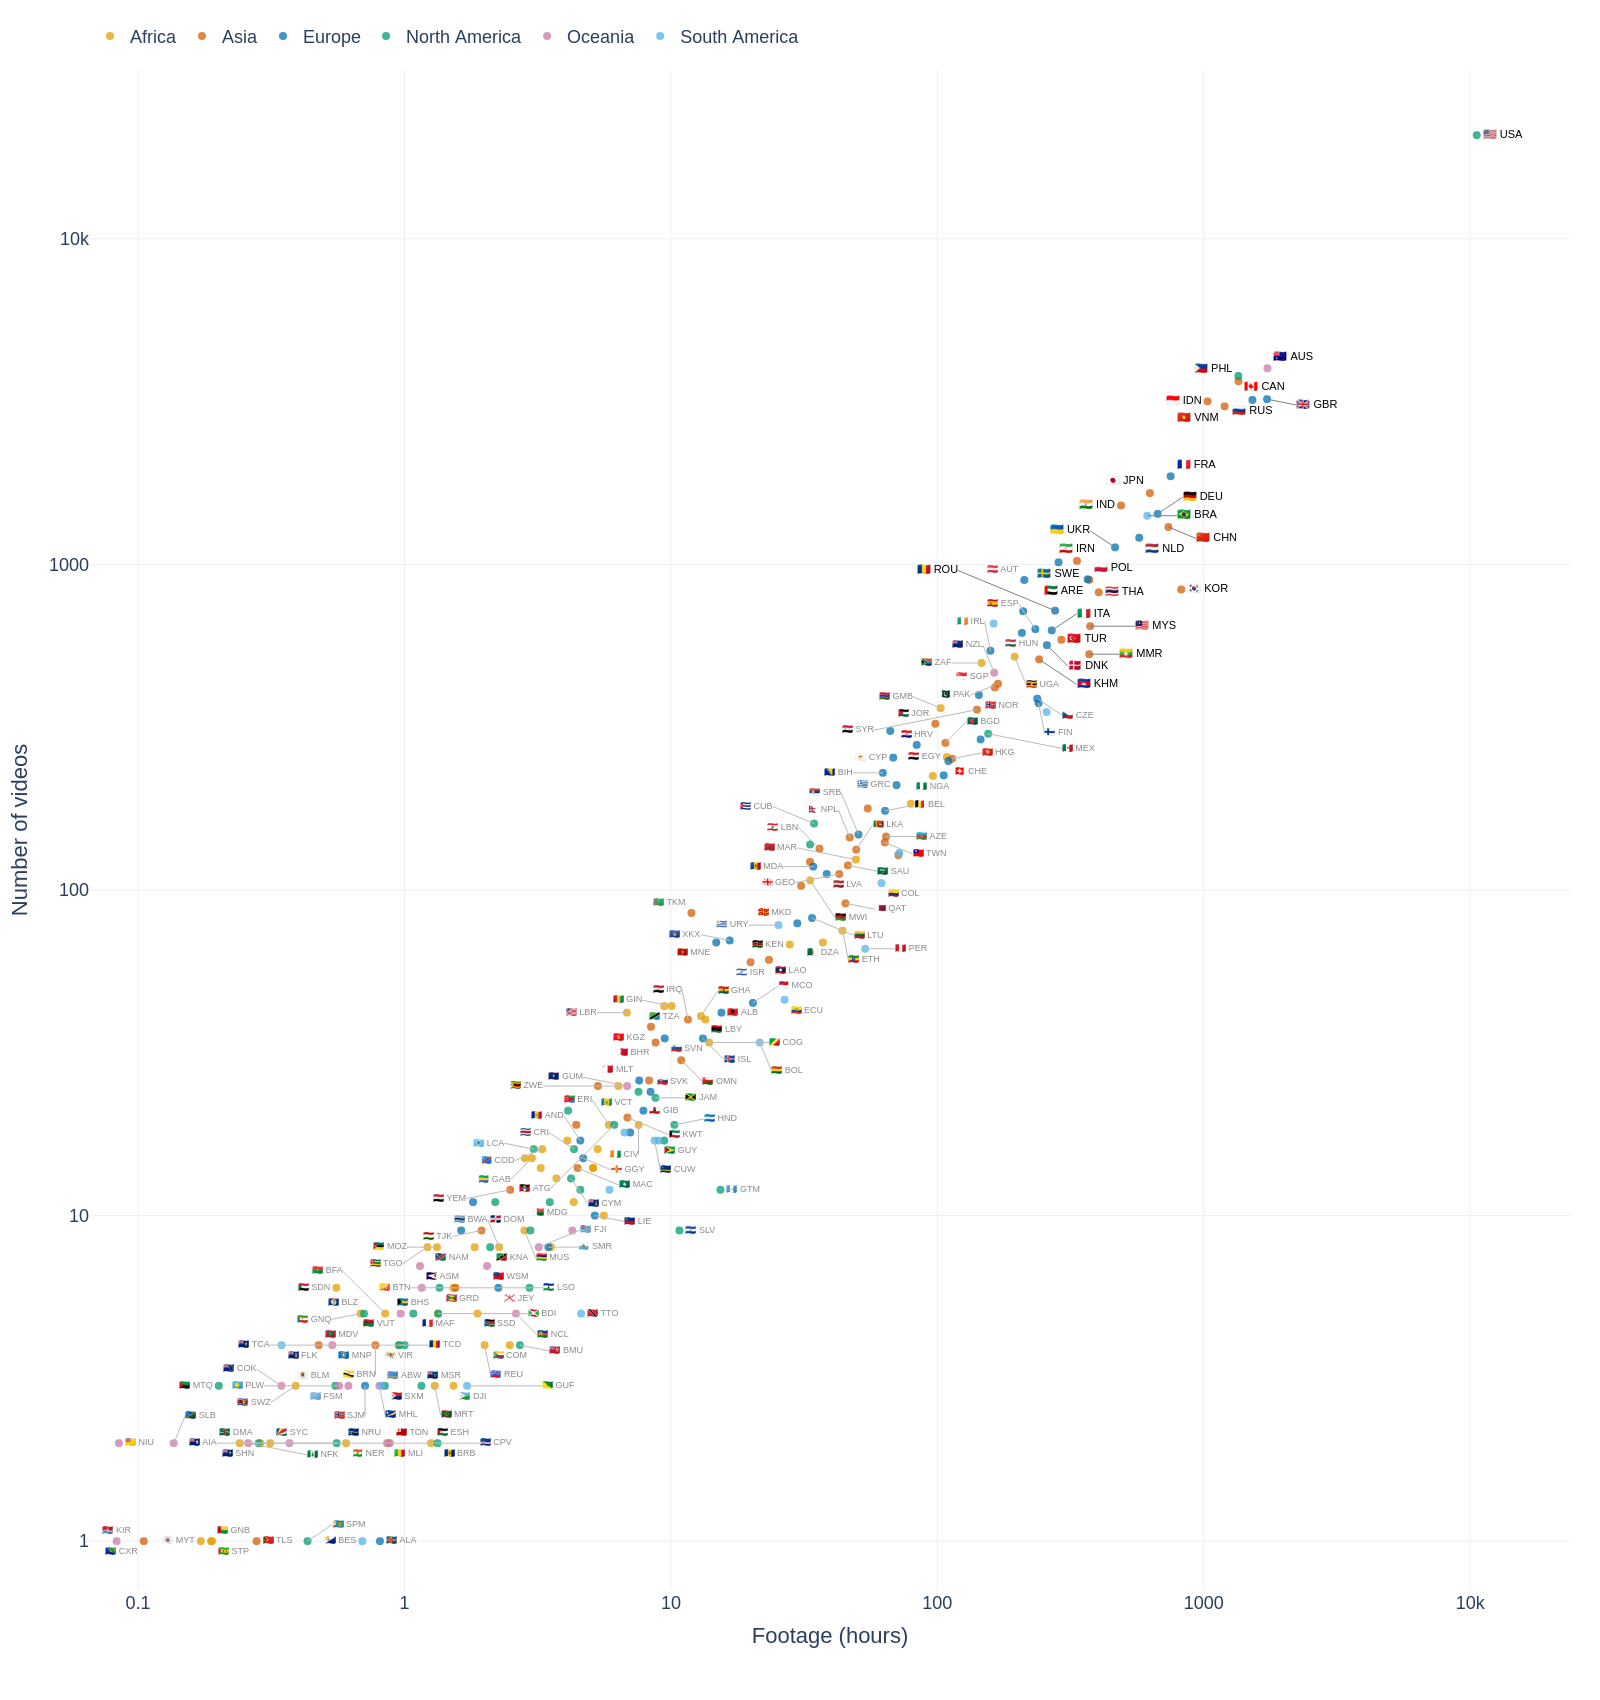 Africa Asia Europe North America Oceania South America
USA
10k
AUS
PHL
CAN
IDN
GBR
RUS
VNM
FRA
JPN
DEU
IND
BRA
UKR
CHN
IRN
NLD
1000
ROU
AUT
POL
SWE
KOR
ARE
THA
ESP
ITA
IRL
MYS
TUR
NZL
HUN
MMR
ZAF
DNK
SGP
KHM
UGA
PAK
GMB
NOR
JOR
CZE
BGD
SYR
FIN
HRV
MEX
HKG
EGY
CYP
CHE
BIH
GRC
NGA
SRB
BEL
CUB
NPL
LKA
LBN
AZE
MAR
TWN
MDA
SAU
GEO
LVA
100
COL
TKM
QAT
MKD
MWI
URY
XKX
LTU
KEN
PER
MNE
DZA
ETH
LAO
ISR
IRQ
GHA
MCO
GIN
ECU
LBR
ALB
TZA
LBY
KGZ
COG
SVN
BHR
ISL
MLT
BOL
GUM
SVK
OMN
ZWE
ERI
JAM
VCT
GIB
AND
HND
CRI
KWT
LCA
GUY
CIV
COD
GGY
CUW
GAB
MAC
ATG
GTM
YEM
CYM
MDG
10
BWA
DOM
LIE
FJI
SLV
TJK
MOZ
SMR
NAM
KNA
MUS
TGO
BFA
ASM
WSM
SDN
BTN
LSO
GRD
JEY
BLZ
BHS
BDI
TTO
GNQ
VUT
MAF
SSD
MDV
NCL
TCA
TCD
BMU
FLK
MNP
VIR
COM
COK
BLM
BRN
ABW
MSR
REU
MTQ
PLW
GUF
FSM
SXM
DJI
SWZ
SLB
SJM
MHL
MRT
DMA
SYC
NRU
TON
ESH
NIU
AIA
CPV
SHN
NFK
NER
MLI
BRB
SPM
KIR
GNB
1
MYT
TLS
BES
ALA
CXR
STP
0.1 1 10 100 1000 10k
Footage (hours)
Number of videos